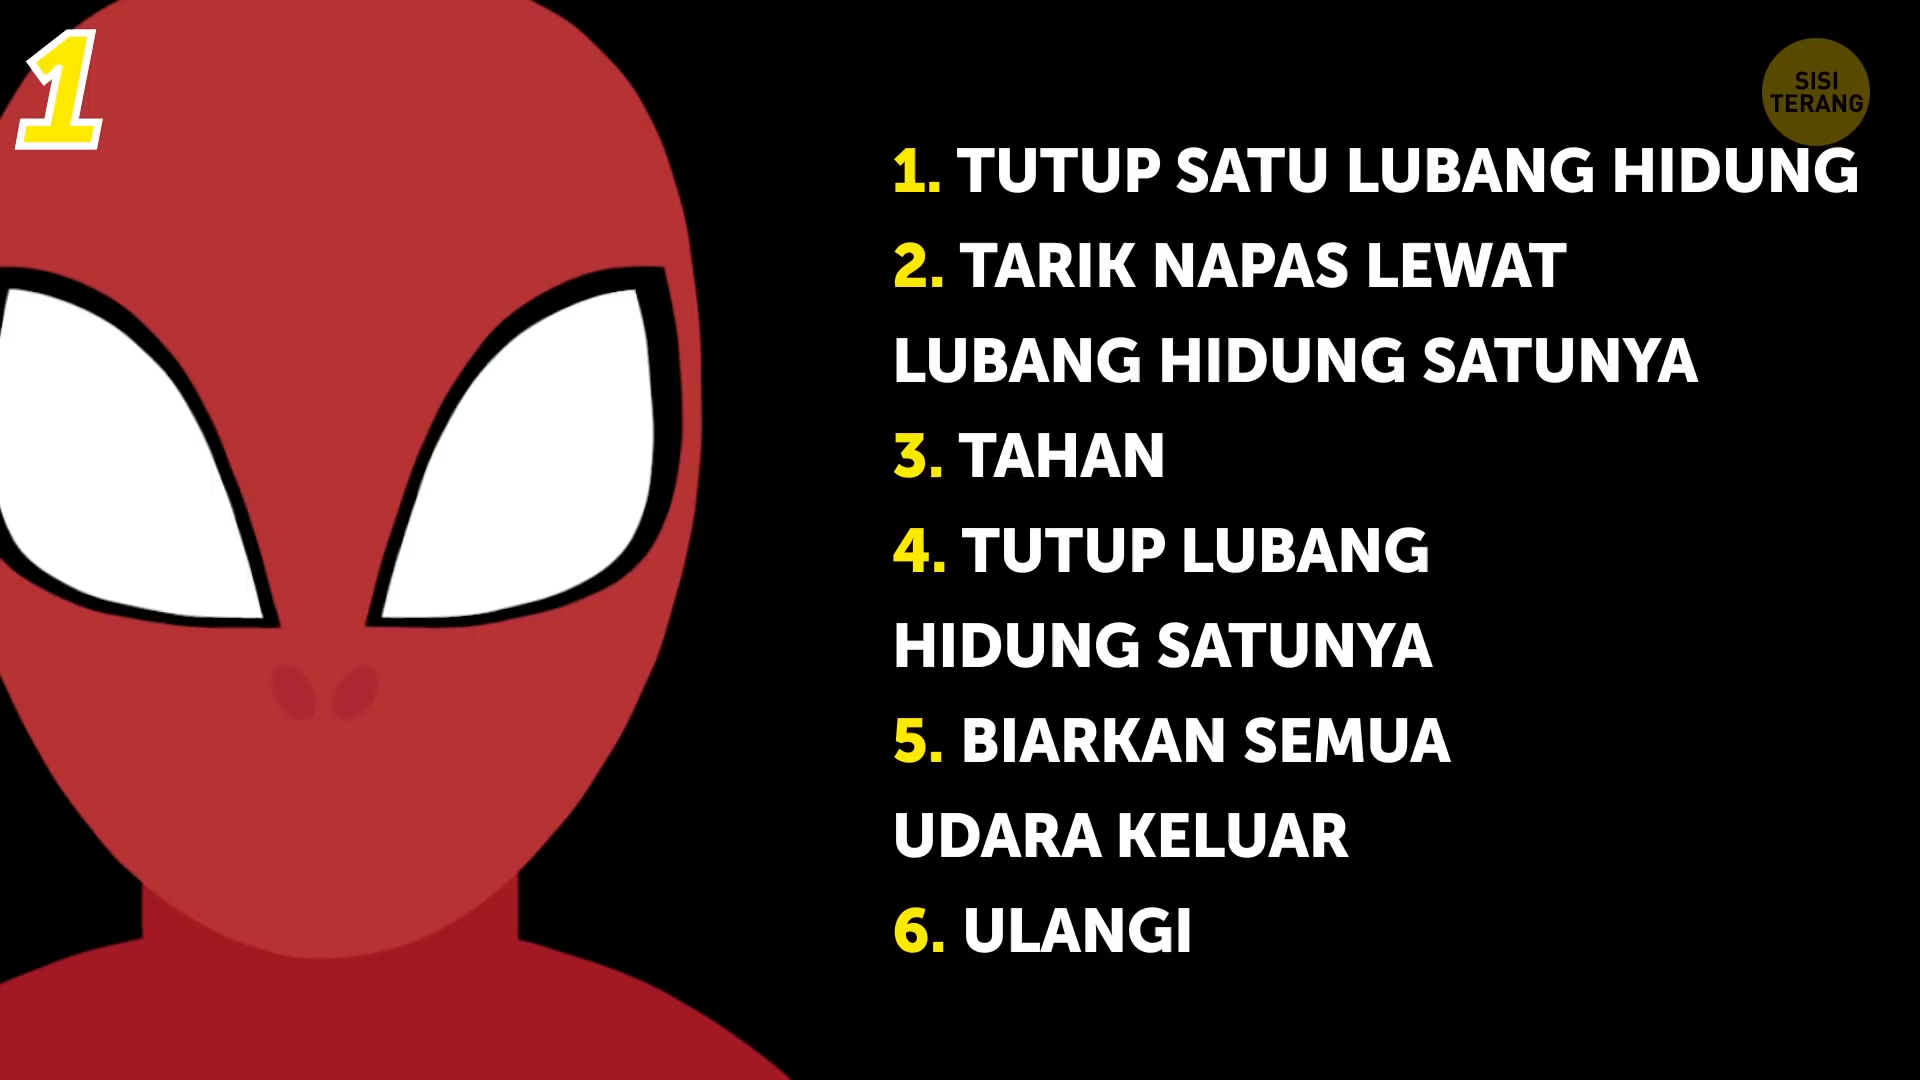 1
SISI
TERANG
1. TUTUP SATU LUBANG HIDUNG
2. TARIK NAPAS LEWAT
LUBANG HIDUNG SATUNYA
3. TAHAN
4. TUTUP LUBANG
HIDUNG SATUNYA
5. BIARKAN SEMUA
UDARA KELUAR
6. ULANGI